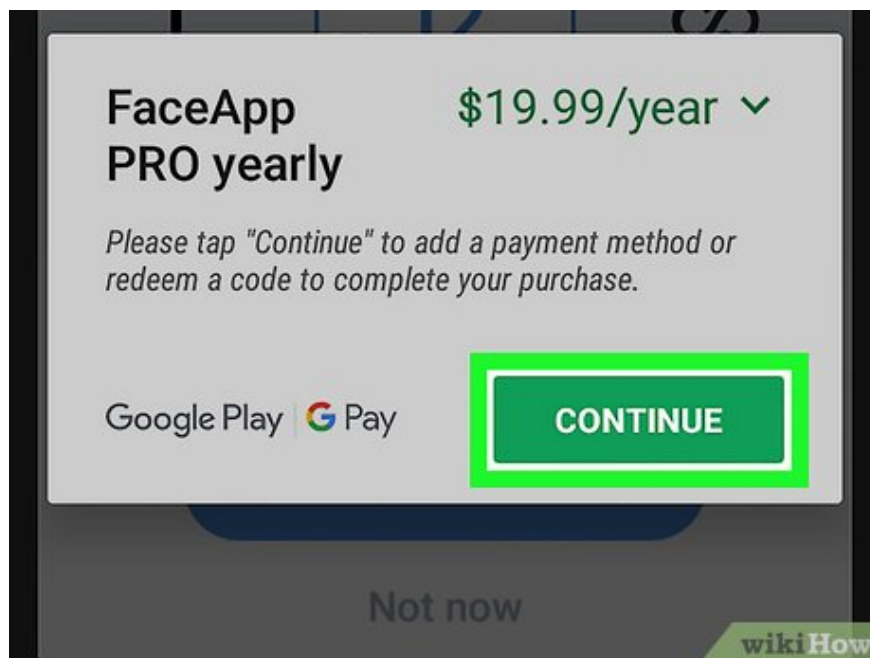 FaceApp
PRO yearly
$19.99/year
Please tap "Continue" to add a payment method or
redeem a code to complete your purchase.
Google Play
G Pay
CONTINUE
Not now
wikiHow